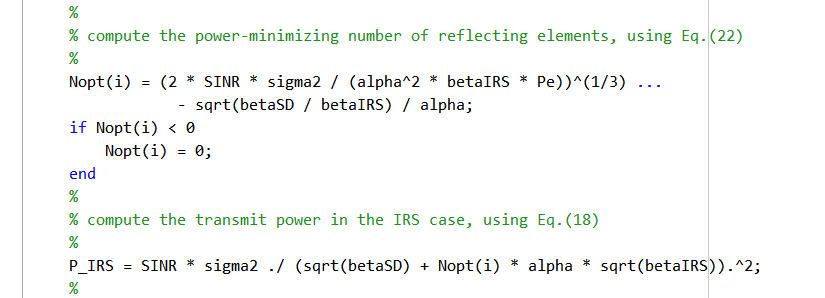 %
% compute the power-minimizing number of reflecting elements, using Eq.(22)
%
Nopt(i) = (2 * SINR * sigma2 / (alpha^2 * betaIRS * Pe))^(1/3) ...
- sqrt(betaSD / betaIRS) / alpha;
if Nopt(i) < 0
Nopt(i) = 0;
end
%
% compute the transmit power in the IRS case, using Eq.(18)
%
P_IRS = SINR * sigma2 ./ (sqrt(betaSD) + Nopt(i) * alpha * sqrt(betaIRS)).^2;
%